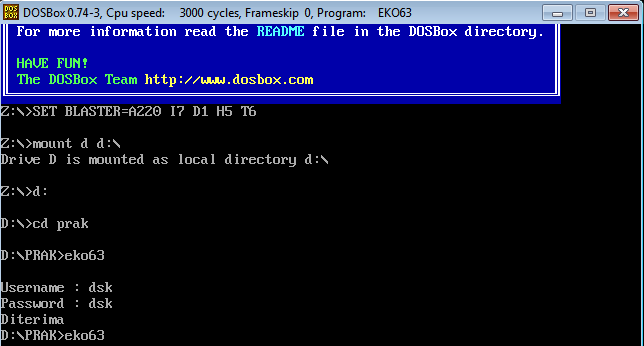 DOSBox 0.74-3, Cpu speed: 3000 cycles, Frameskip 0, Program: EKO63
For more information read the README file in the DOSBox directory.
HAVE FUN!
The DOSBox Team http://www.dosbox.com
Z:\>SET BLASTER=A220 I7 D1 H5 T6
Z:\>mount d d:\
Drive D is mounted as local directory d:\
Z:\>d:
D:\>cd prak
D:\PRAK>eko63
Username : dsk
Password : dsk
Diterima
D:\PRAK>eko63